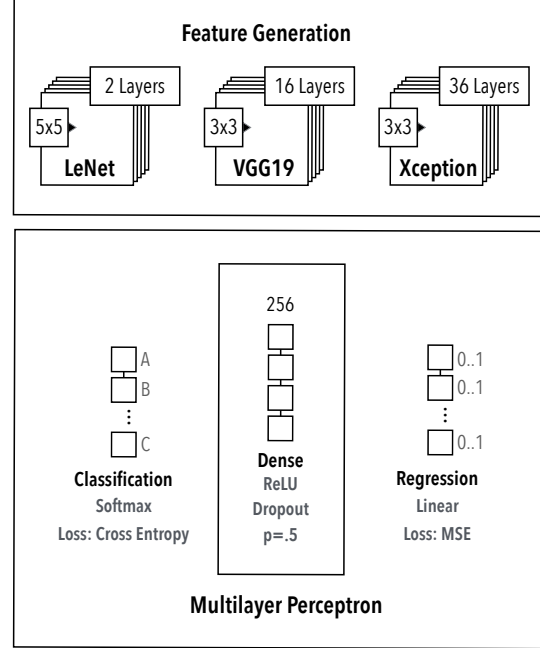 Feature Generation
2 Layers
5x5
LeNet
16 Layers
3x3
VGG19
36 Layers
3x3
Xception
A
B
C
Classification
Softmax
Loss: Cross Entropy
256
Dense
ReLU
Dropout
p=.5
0..1
0..1
0..1
Regression
Linear
Loss: MSE
Multilayer Perceptron